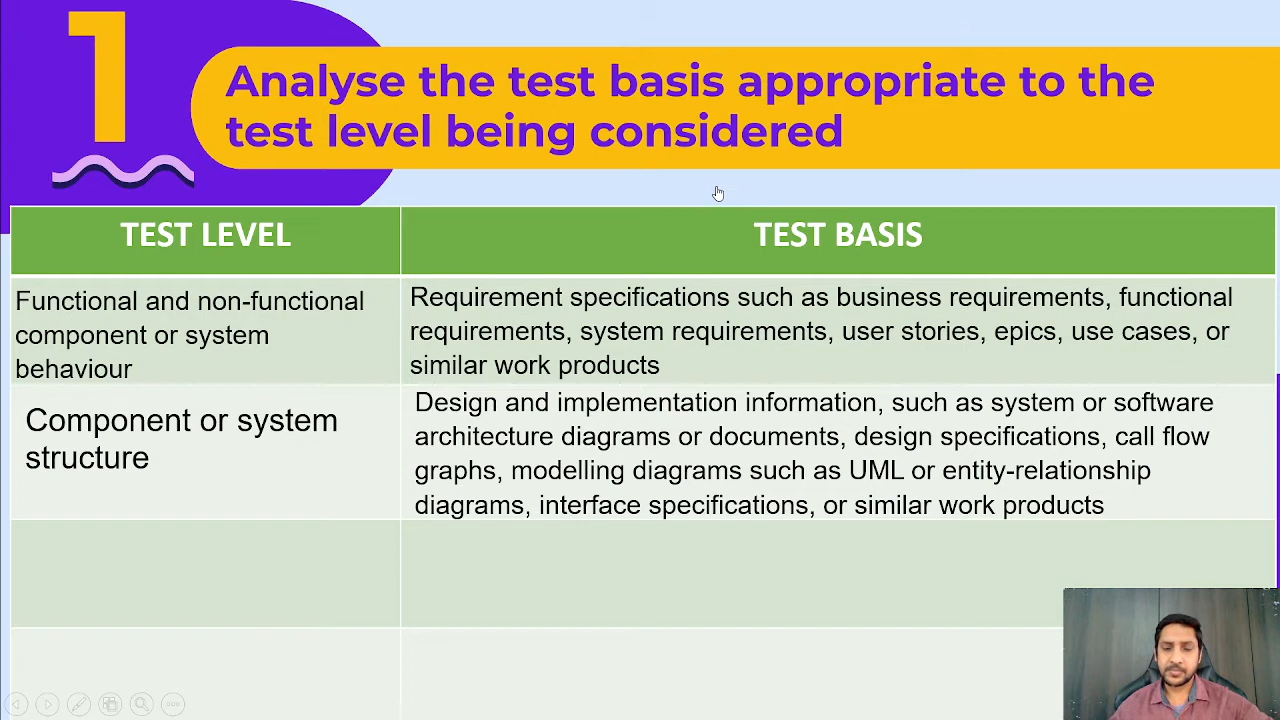 1
Analyse the test basis appropriate to the
test level being considered
TEST LEVEL
TEST BASIS
Functional and non-functional
component or system
behaviour
Requirement specifications such as business requirements, functional
requirements, system requirements, user stories, epics, use cases, or
similar work products
Component or system
structure
Design and implementation information, such as system or software
architecture diagrams or documents, design specifications, call flow
graphs, modelling diagrams such as UML or entity-relationship
diagrams, interface specifications, or similar work products